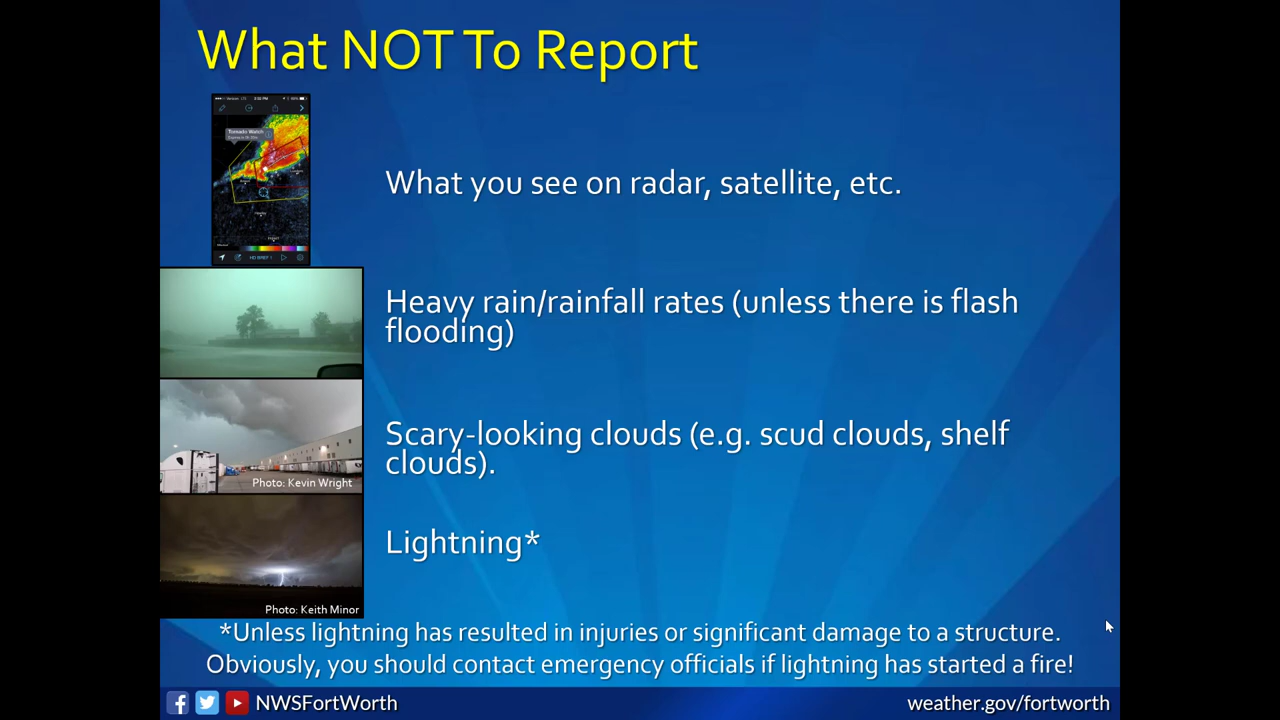 What NOT To Report
Tornado Watch
What you see on radar, satellite, etc.
Heavy rain/rainfall rates (unless there is flash
flooding)
Scary-looking clouds (e.g. scud clouds, shelf
clouds).
Photo: Kevin Wright
Lightning*
Photo: Keith Minor
*Unless lightning has resulted in injuries or significant damage to a structure.
Obviously, you should contact emergency officials if lightning has started a fire!
NWSFortWorth
weather.gov/fortworth